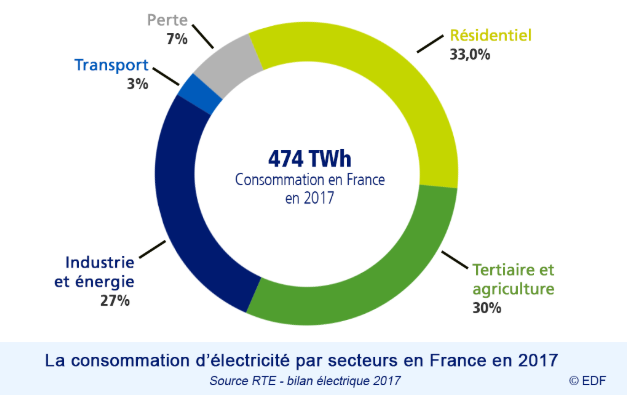 Perte
7%
Résidentiel
33,0%
Transport
3%
474 TWh
Consommation en France
en 2017
Industrie
et énergie
27%
Tertiaire et
agriculture
30%
La consommation d'électricité par secteurs en France en 2017
Source RTE - bilan électrique 2017
© EDF